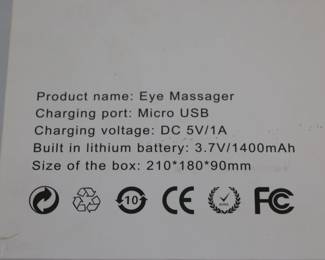 Product name: Eye Massager
Charging port: Micro USB
Charging voltage: DC 5V/1A
Built in lithium battery: 3.7V/1400mAh
Size of the box: 210*180*90mm
10 CE FC